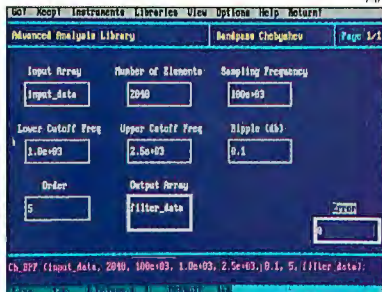 Go! Keep! Instruments Libraries View Options Help Return!
Advanced Analysis Library Bandpass Chebyshev Page 1/1
Input Array Number of Elements Sampling Frequency
input_data 2048 100e+03
Lower Cutoff Freq Upper Cutoff Freq Ripple (db)
1.0e+03 2.5e+03 0.1
Order Output Array
5 filter_data
Error
0
Ch_BPF (input_data, 2048, 100e+03, 1.0e+03, 2.5e+03, 0.1, 5, filter_data);